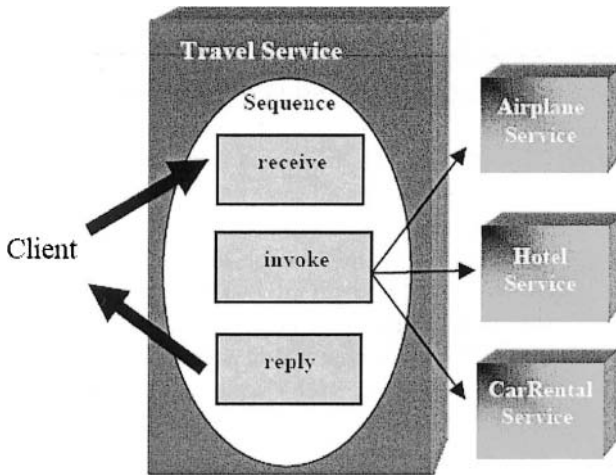 Travel Service
Sequence
receive
Client
invoke
reply
Airplane
Service
Hotel
Service
CarRental
Service